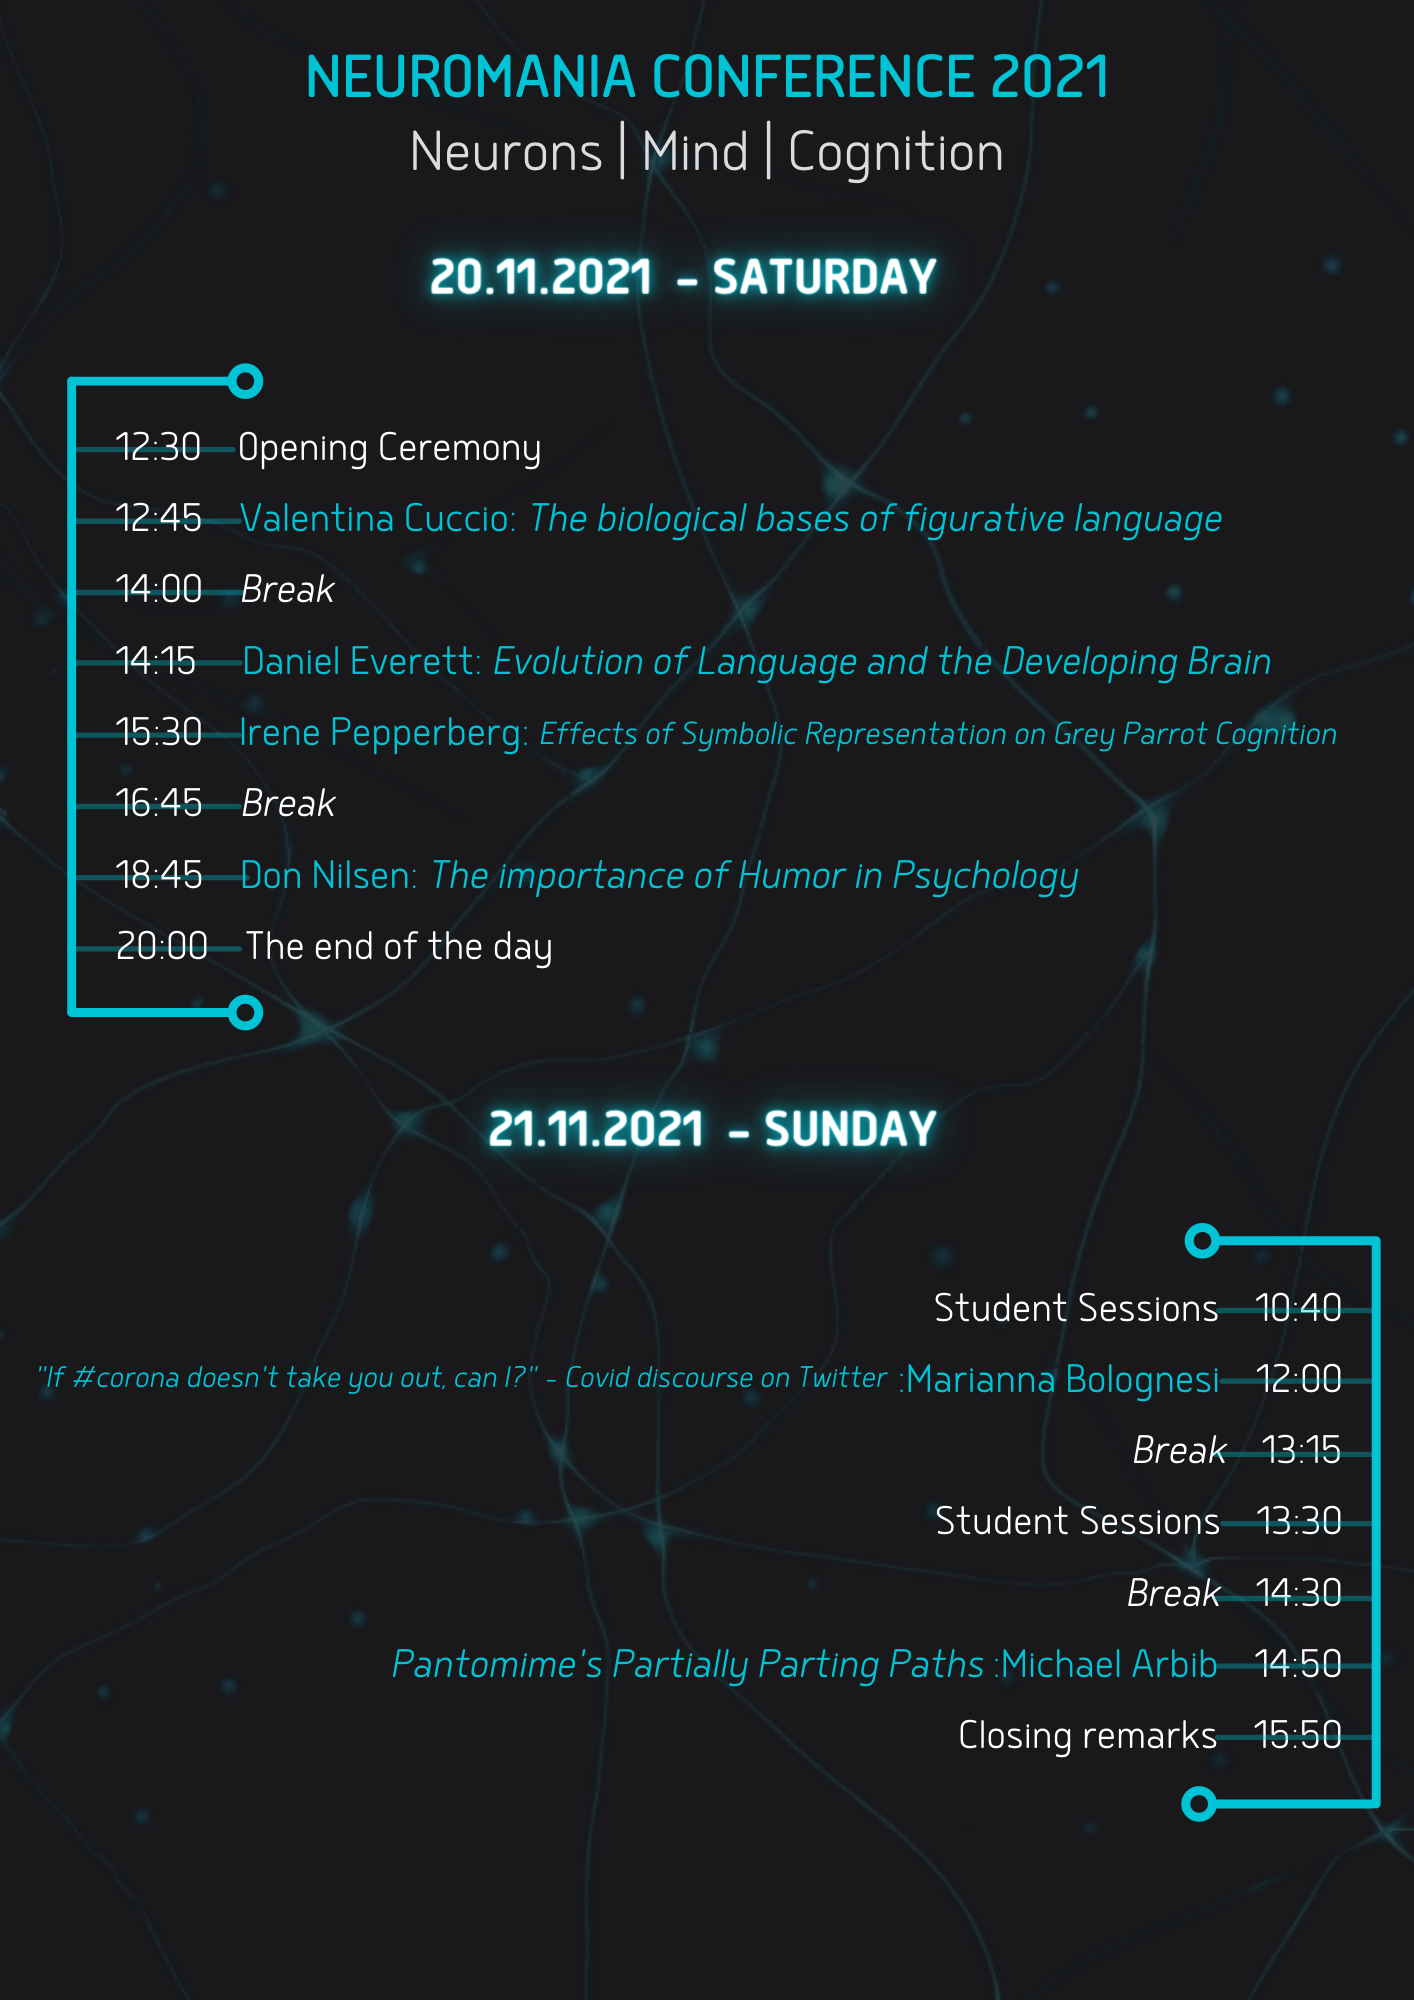 NEUROMANIA CONFERENCE 2021
Neurons | Mind | Cognition
20.11.2021 - SATURDAY
12:30 Opening Ceremony
12:45 Valentina Cuccio: The biological bases of figurative language
14:00 Break
14:15 Daniel Everett: Evolution of Language and the Developing Brain
15:30 Irene Pepperberg: Effects of Symbolic Representation on Grey Parrot Cognition
16:45 Break
18:45 Don Nilsen: The importance of Humor in Psychology
20:00 The end of the day
21.11.2021 - SUNDAY
Student Sessions 10:40
"If #corona doesn't take you out, can I?" - Covid discourse on Twitter :Marianna Bolognesi 12:00
Break 13:15
Student Sessions 13:30
Break 14:30
Pantomime's Partially Parting Paths :Michael Arbib 14:50
Closing remarks 15:50